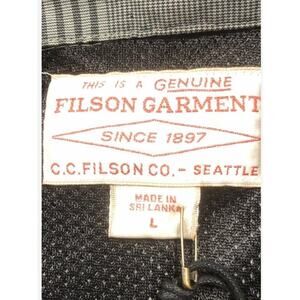 THIS IS A GENUINE
FILSON GARMENT
SINCE 1897
C.C.FILSON CO. - SEATTLE
MADE IN
SRI LANKA
L